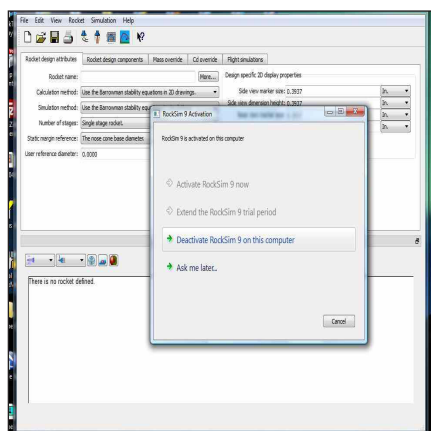 File Edit View Rocket Simulation Help
Rocket design attributes Rocket design components Mass override Cd override Flight simulations
Rocket name: More... Design specific 2D display properties
Calculation method: Use the Barrowman stability equations in 2D drawings. Side view marker size: 0.3937 In.
Simulation method: Use the Barrowman stability equ Side view dimension height: 0.3937 In.
Number of stages: Single stage rocket. In.
Static margin reference: The nose cone base diameter. In.
User reference diameter: 0.0000
RockSim 9 Activation
RockSim 9 is activated on this computer
Activate RockSim 9 now
Extend the RockSim 9 trial period
Deactivate RockSim 9 on this computer
Ask me later..
Cancel
There is no rocket defined.